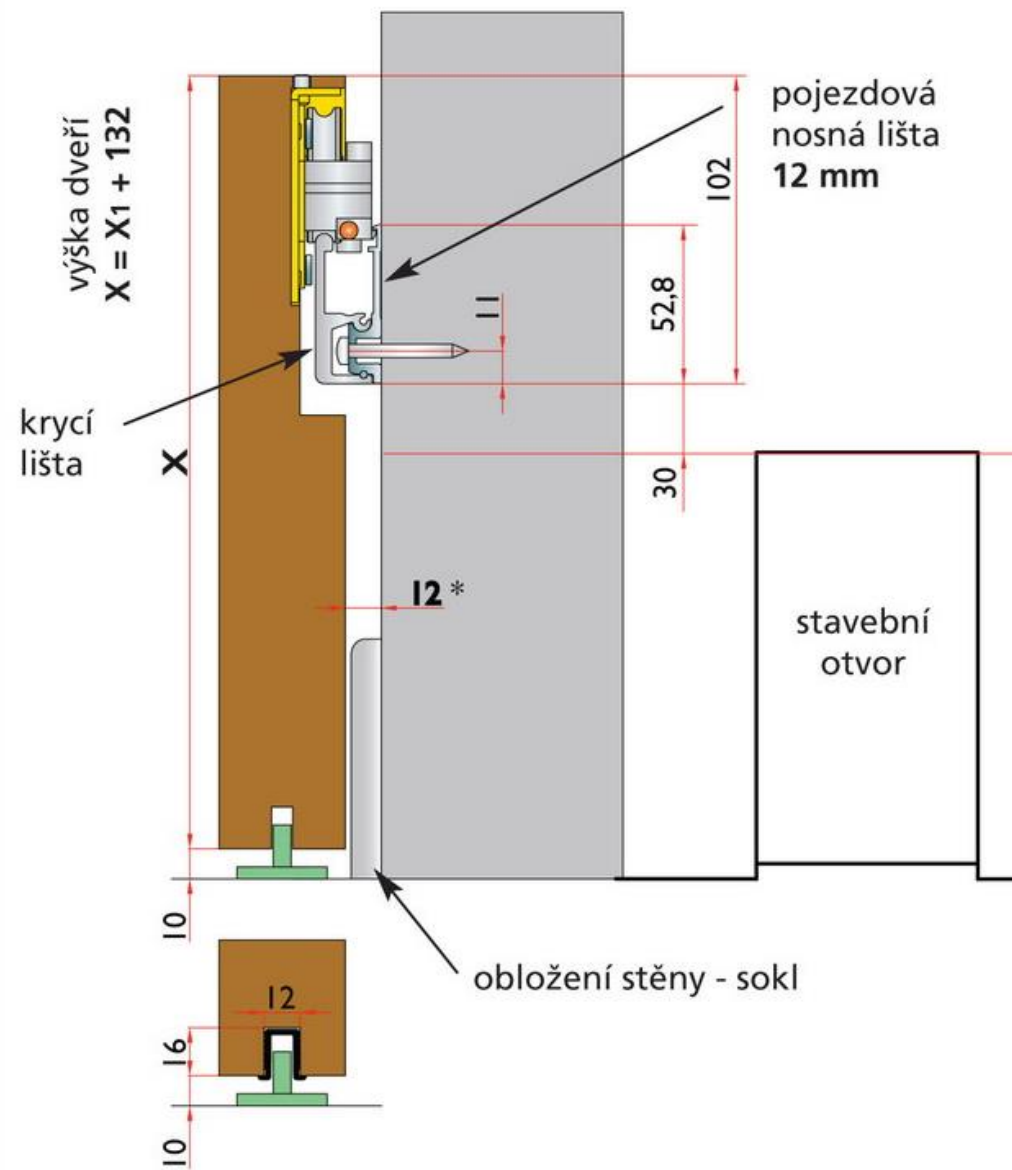 výška dveří
X = X1 + 132
pojezdová
nosná lišta
12 mm
102
52,8
11
krycí
lišta
X
30
12 *
stavební
otvor
10
obložení stěny - sokl
12
16
10